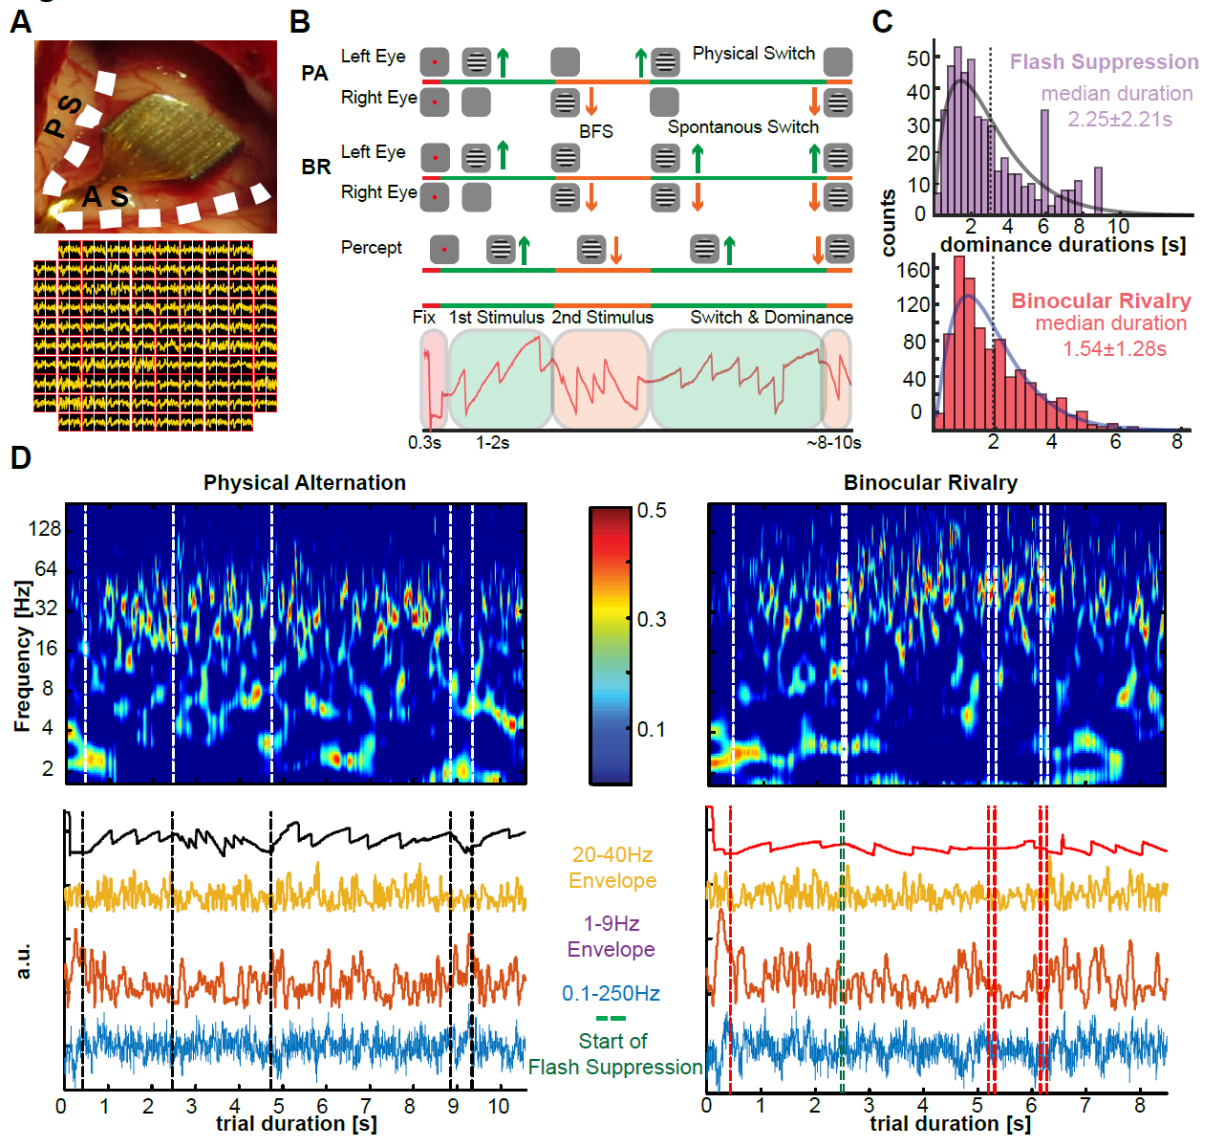 A
P S
A S
B
PA
Left Eye
Physical Switch
Right Eye
BFS
Spontanous Switch
BR
Left Eye
Right Eye
Percept
Fix 1st Stimulus 2nd Stimulus Switch & Dominance
0.3s 1-2s ~8-10s
C
50
40
30
20
10
0
Flash Suppression
median duration
2.25±2.21s
2 4 6 8 10
dominance durations [s]
counts
160
120
80
40
0
Binocular Rivalry
median duration
1.54±1.28s
0 2 4 6 8
D
Physical Alternation
Binocular Rivalry
Frequency [Hz]
128
64
32
16
8
4
2
0.5
0.3
0.1
a.u.
20-40Hz
Envelope
1-9Hz
Envelope
0.1-250Hz
Start of
Flash Suppression
0 1 2 3 4 5 6 7 8 9 10
trial duration [s]
0 1 2 3 4 5 6 7 8
trial duration [s]